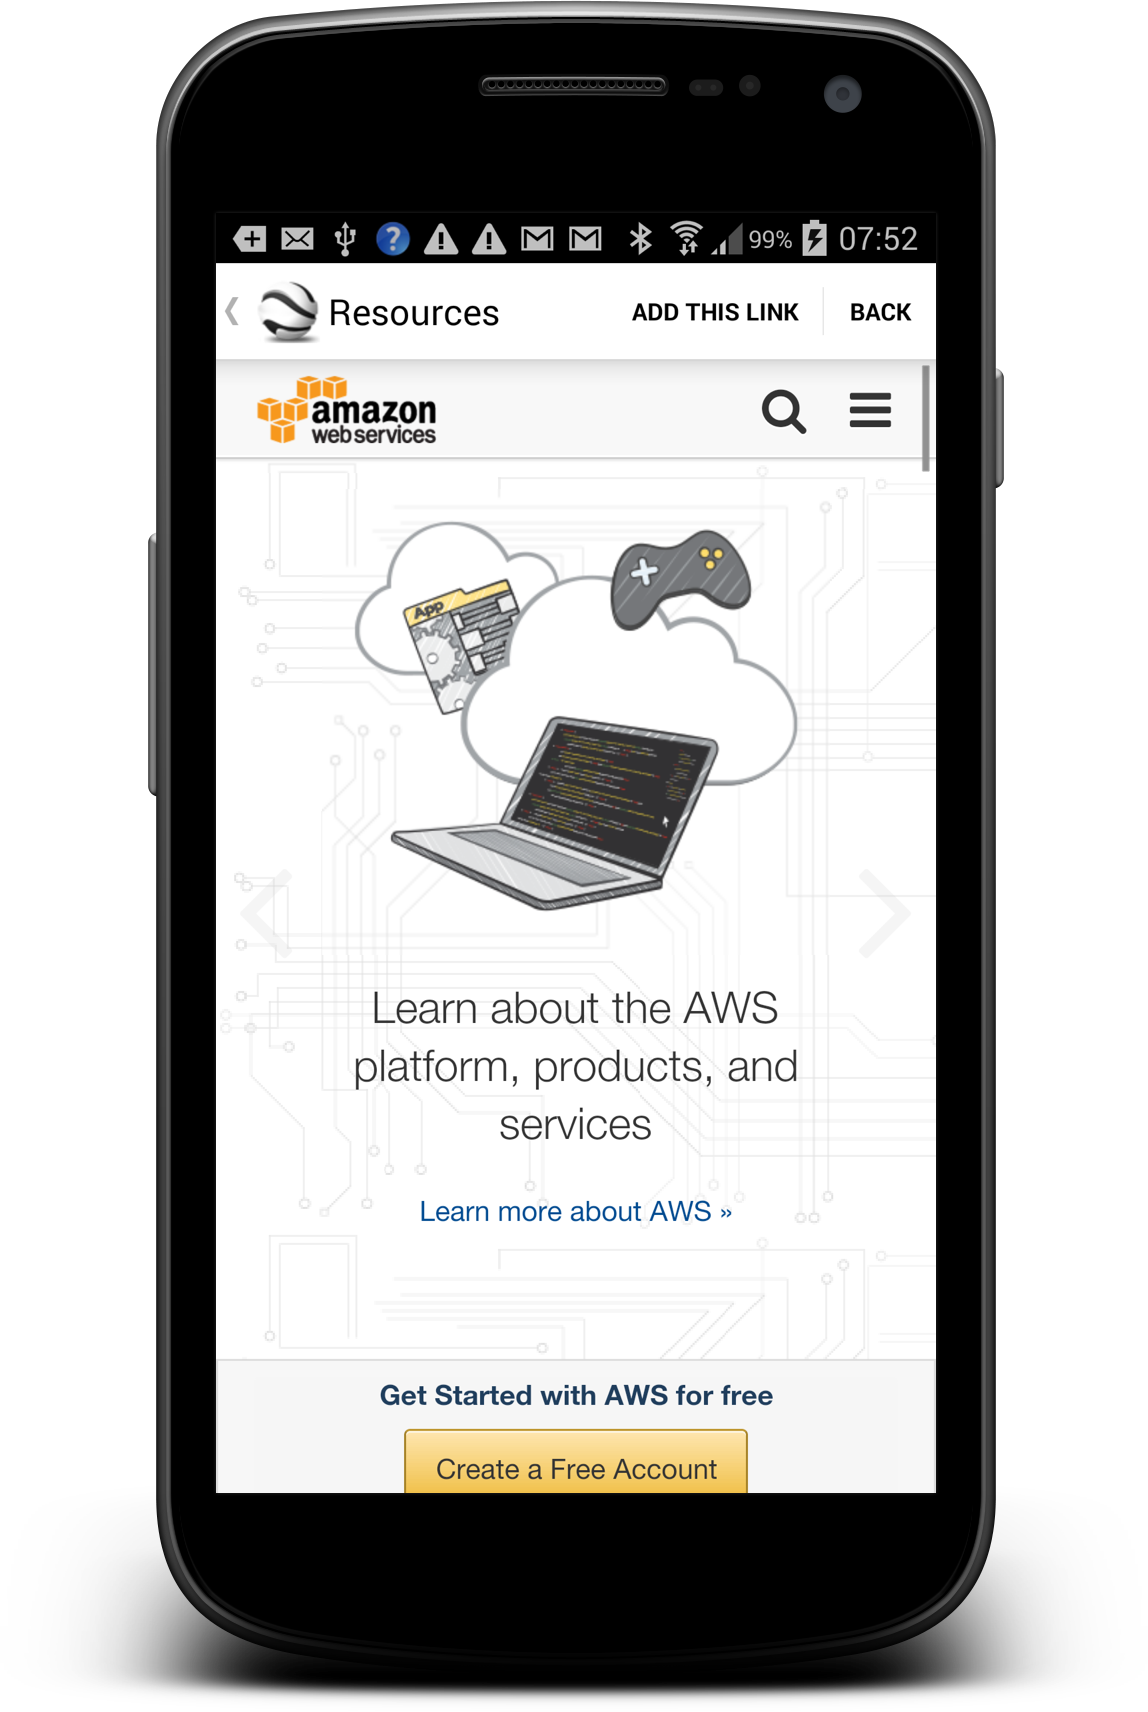 99% 07:52
Resources ADD THIS LINK BACK
amazon
web services
App
Learn about the AWS
platform, products, and
services
Learn more about AWS »
Get Started with AWS for free
Create a Free Account